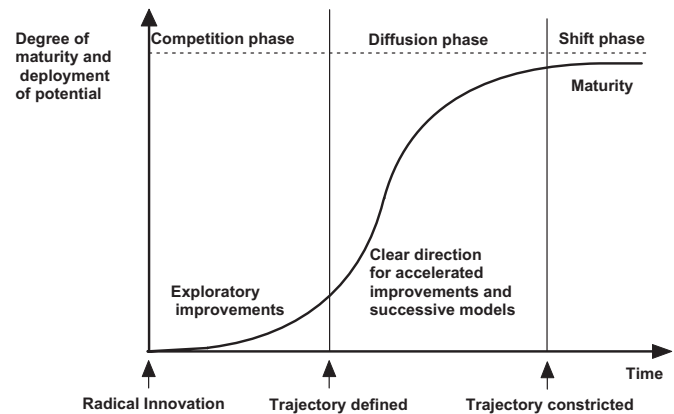 Degree of
maturity and
deployment
of potential
Competition phase
Diffusion phase
Shift phase
Maturity
Clear direction
for accelerated
improvements and
successive models
Exploratory
improvements
Time
Radical Innovation
Trajectory defined
Trajectory constricted